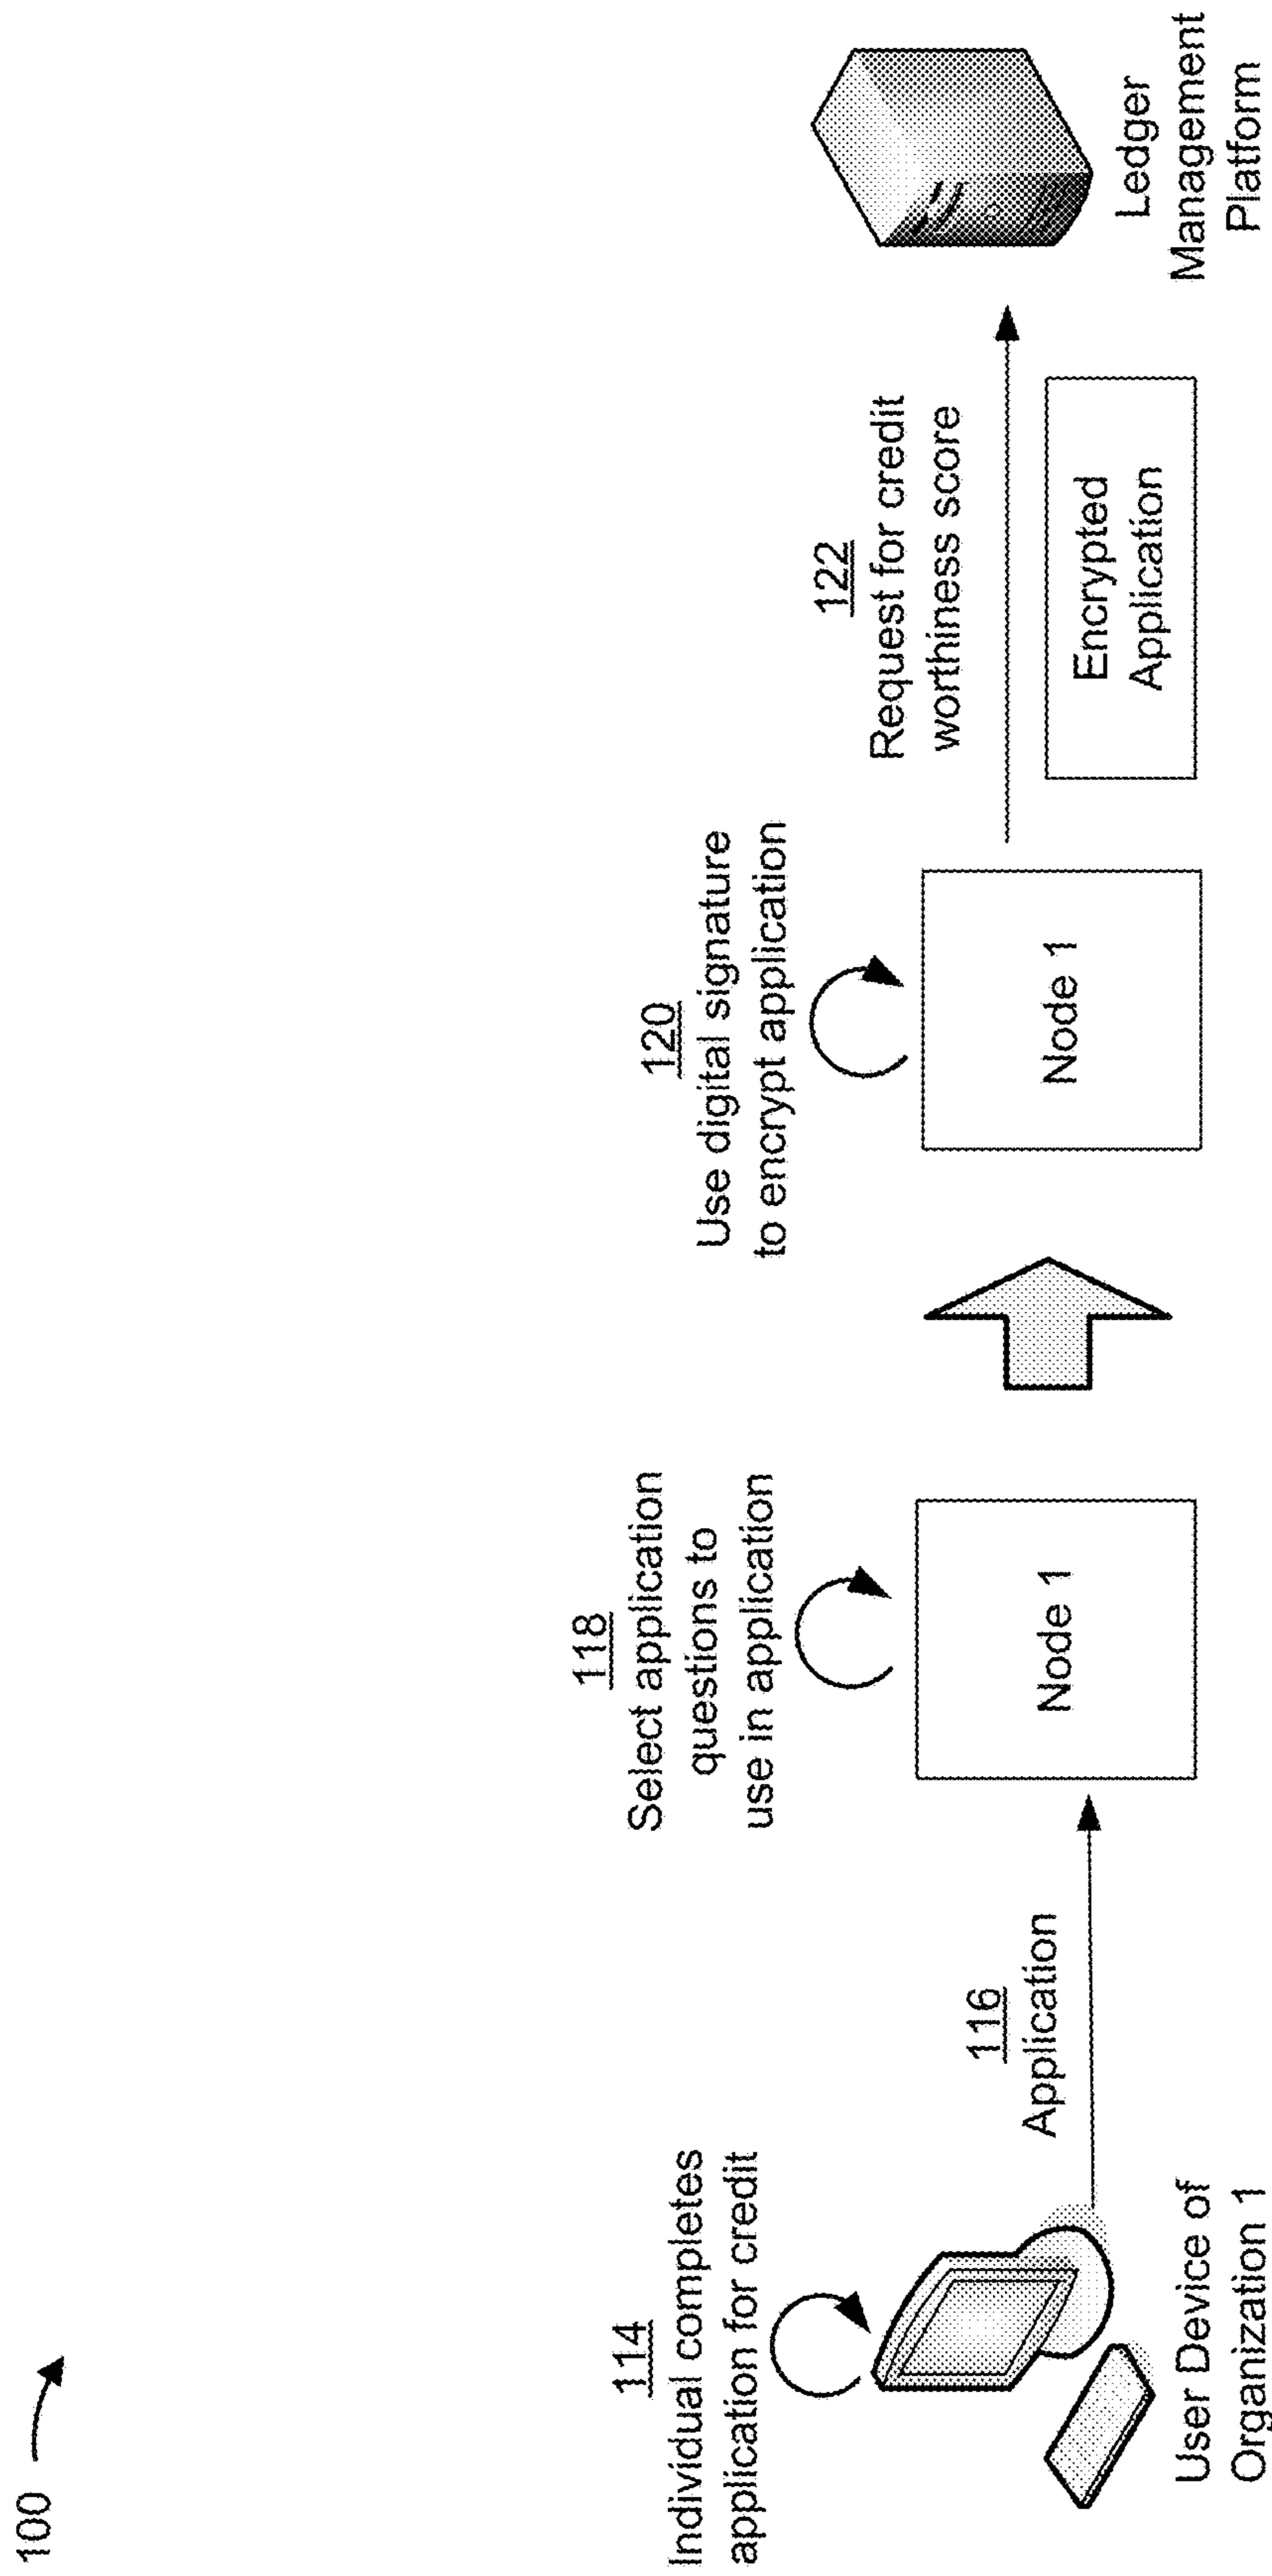 100
114
Individual completes
application for credit
User Device of
Organization 1
116
Application
118
Select application
questions to
use in application
Node 1
120
Use digital signature
to encrypt application
Node 1
122
Request for credit
worthiness score
Encrypted
Application
Ledger
Management
Platform